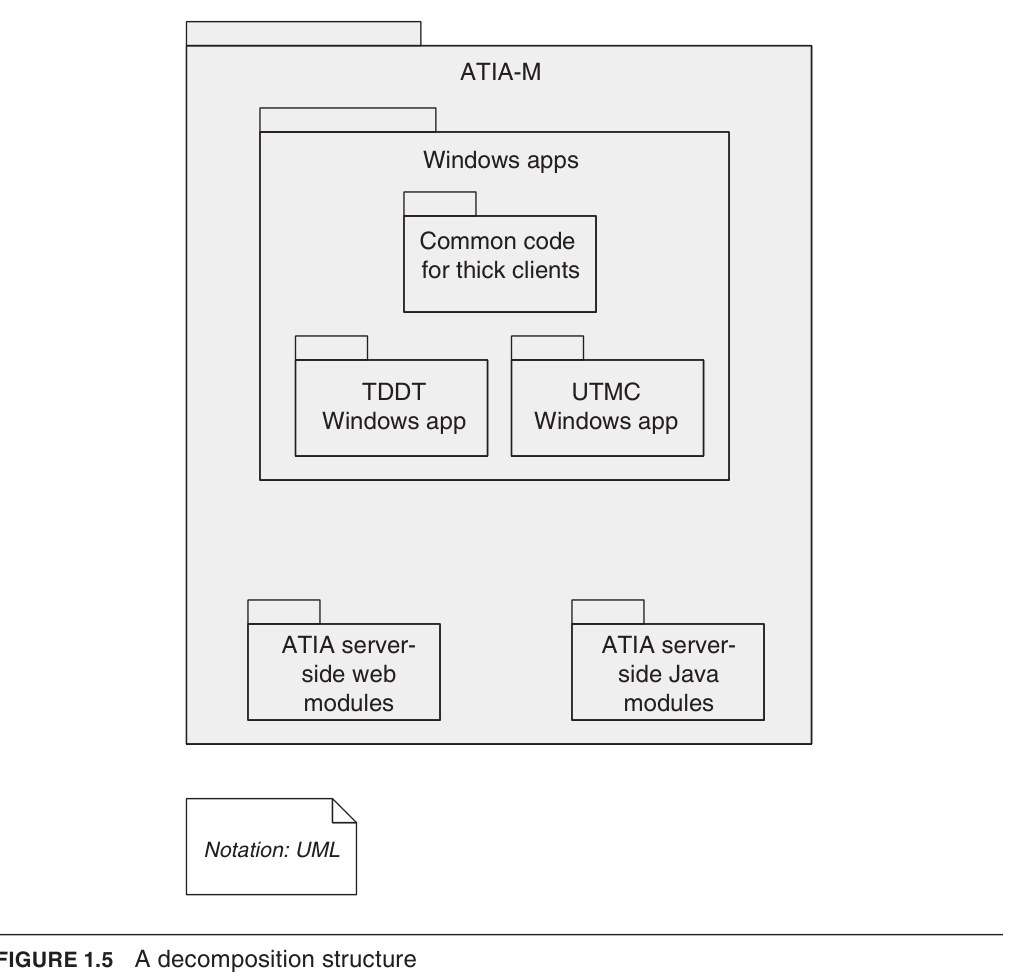 ATIA-M
Windows apps
Common code
for thick clients
TDDT
Windows app
UTMC
Windows app
ATIA server-
side web
modules
ATIA server-
side Java
modules
Notation: UML
FIGURE 1.5 A decomposition structure